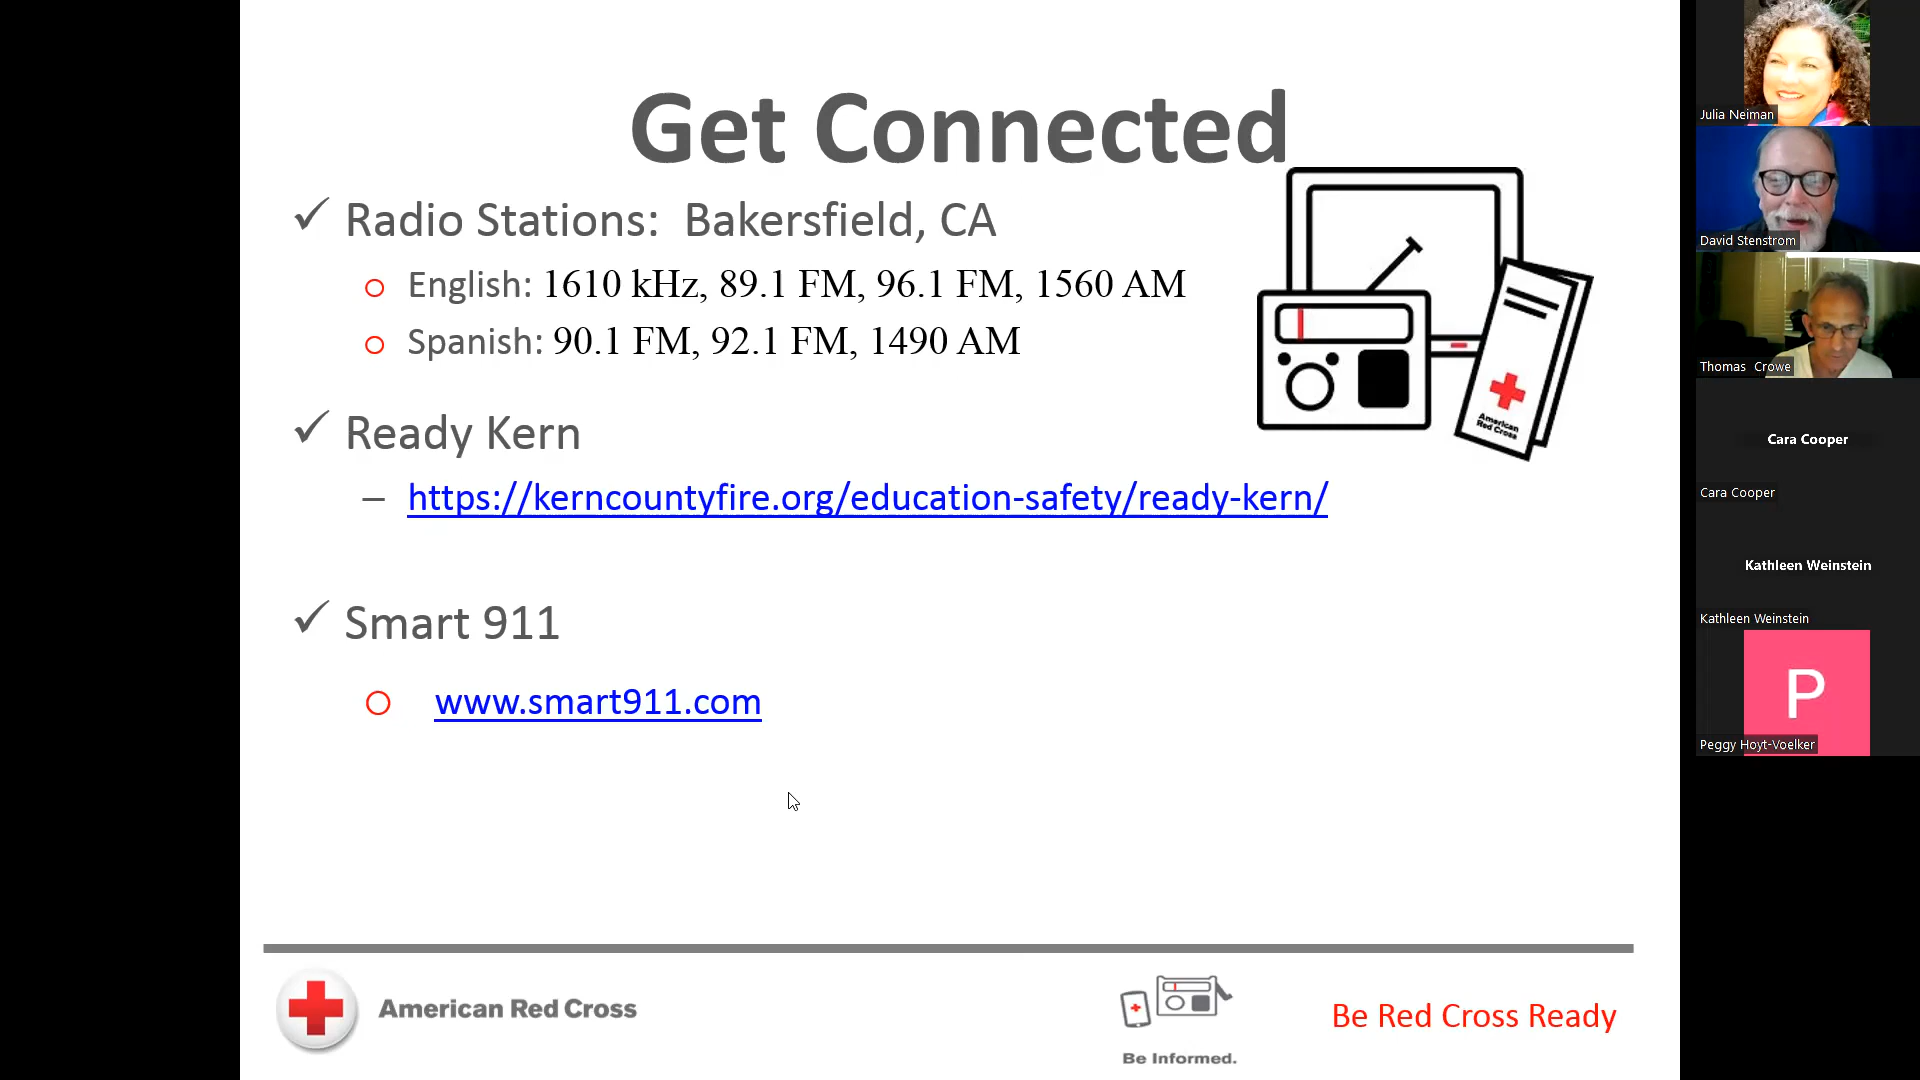 Get Connected
✓ Radio Stations:  Bakersfield, CA
o English: 1610 kHz, 89.1 FM, 96.1 FM, 1560 AM
o Spanish: 90.1 FM, 92.1 FM, 1490 AM
American
Red Cross
✓ Ready Kern
– https://kerncountyfire.org/education-safety/ready-kern/
✓ Smart 911
o www.smart911.com
American Red Cross
Be Informed.
Be Red Cross Ready
Julia Neiman
David Stenstrom
Thomas Crowe
Cara Cooper
Cara Cooper
Kathleen Weinstein
Kathleen Weinstein
P
Peggy Hoyt-Voelker